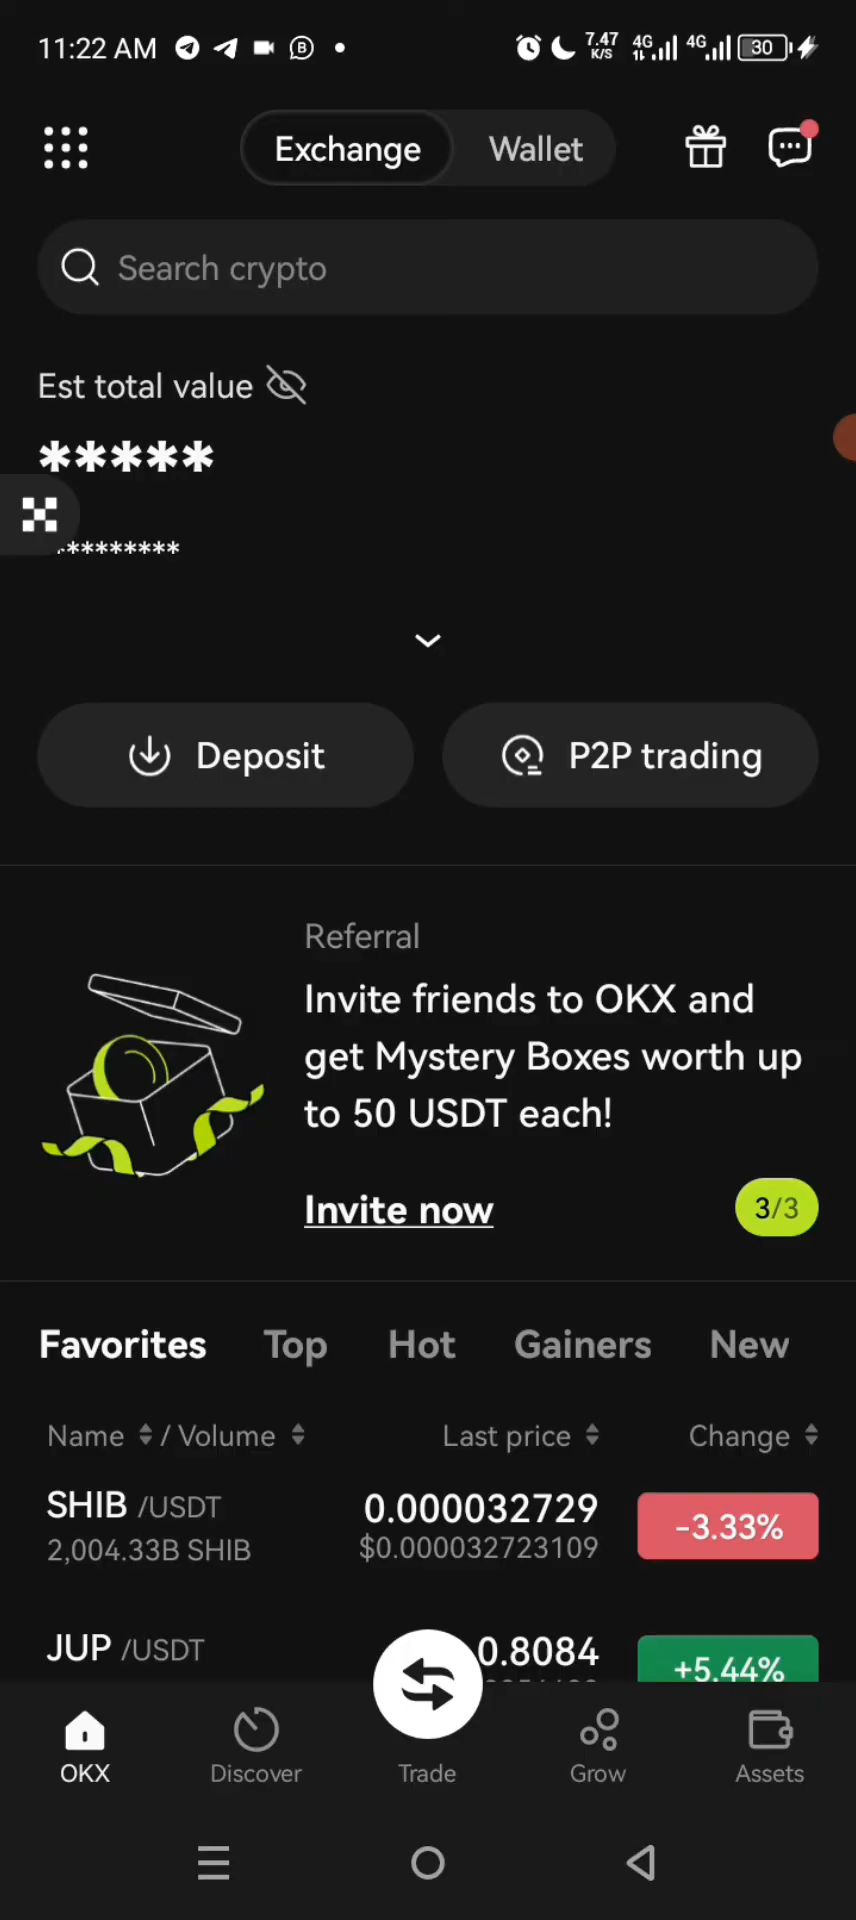 11:22 AM
7.47 K/S 4G 4G 30
Exchange Wallet
Search crypto
Est total value
*****
*********
Deposit P2P trading
Referral
Invite friends to OKX and
get Mystery Boxes worth up
to 50 USDT each!
Invite now 3/3
Favorites Top Hot Gainers New
Name / Volume Last price Change
SHIB /USDT 0.000032729 -3.33%
2,004.33B SHIB $0.000032723109
JUP /USDT 0.8084 +5.44%
OKX Discover Trade Grow Assets